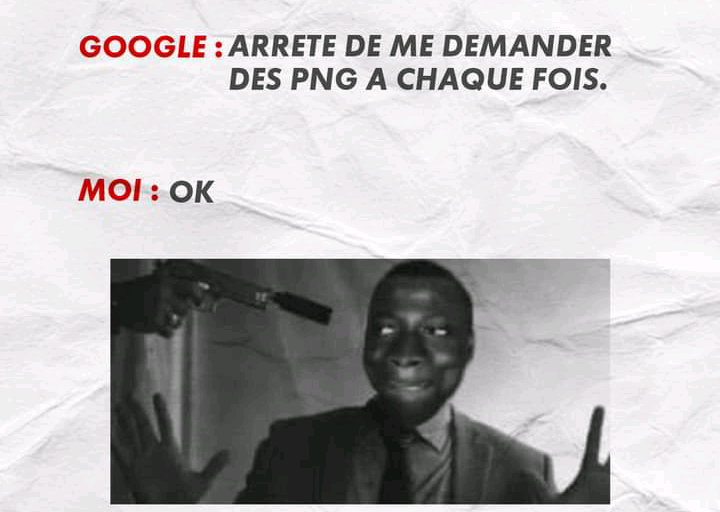 GOOGLE : ARRETE DE ME DEMANDER
DES PNG A CHAQUE FOIS.
MOI : OK